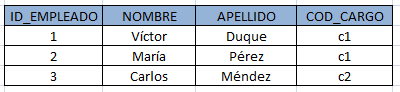 ID_EMPLEADO NOMBRE APELLIDO COD_CARGO
1 Víctor Duque c1
2 María Pérez c1
3 Carlos Méndez c2